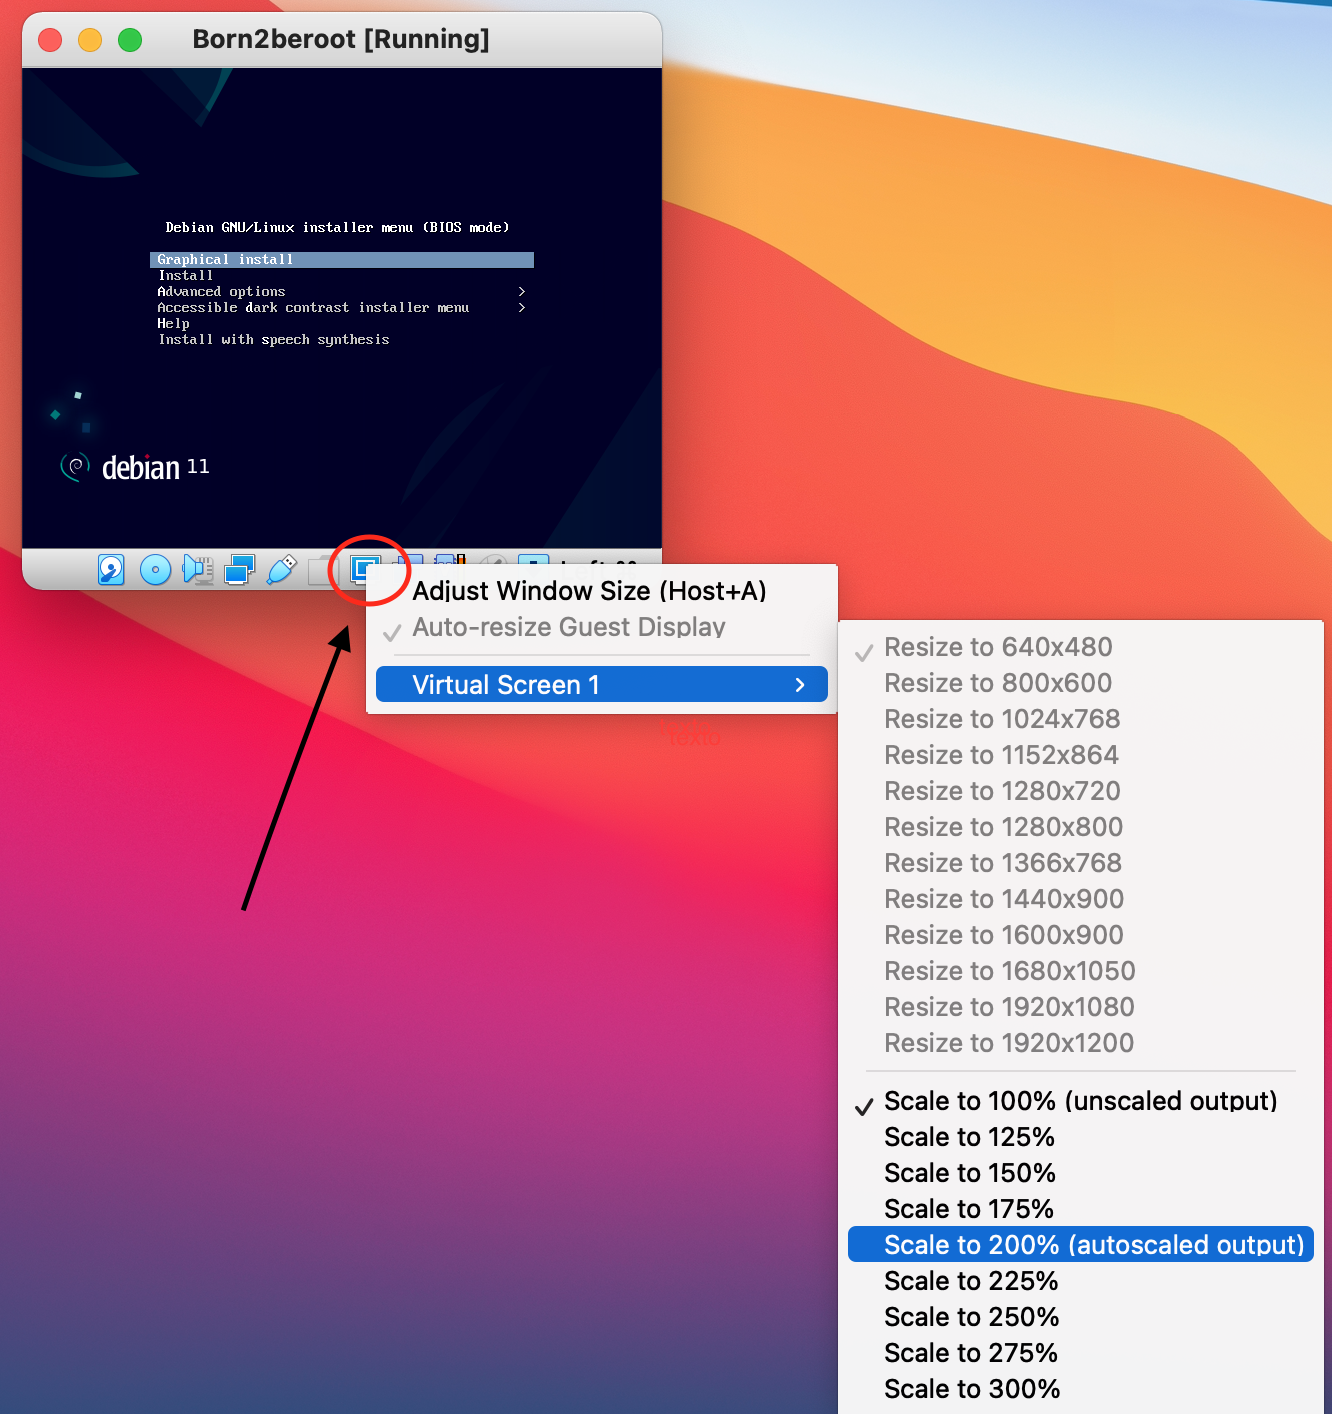 Born2beroot [Running]
Debian GNU/Linux installer menu (BIOS mode)
Graphical install
Install
Advanced options >
Accessible dark contrast installer menu >
Help
Install with speech synthesis
debian 11
Adjust Window Size (Host+A)
Auto-resize Guest Display
Virtual Screen 1
texto
Resize to 640x480
Resize to 800x600
Resize to 1024x768
Resize to 1152x864
Resize to 1280x720
Resize to 1280x800
Resize to 1366x768
Resize to 1440x900
Resize to 1600x900
Resize to 1680x1050
Resize to 1920x1080
Resize to 1920x1200
Scale to 100% (unscaled output)
Scale to 125%
Scale to 150%
Scale to 175%
Scale to 200% (autoscaled output)
Scale to 225%
Scale to 250%
Scale to 275%
Scale to 300%